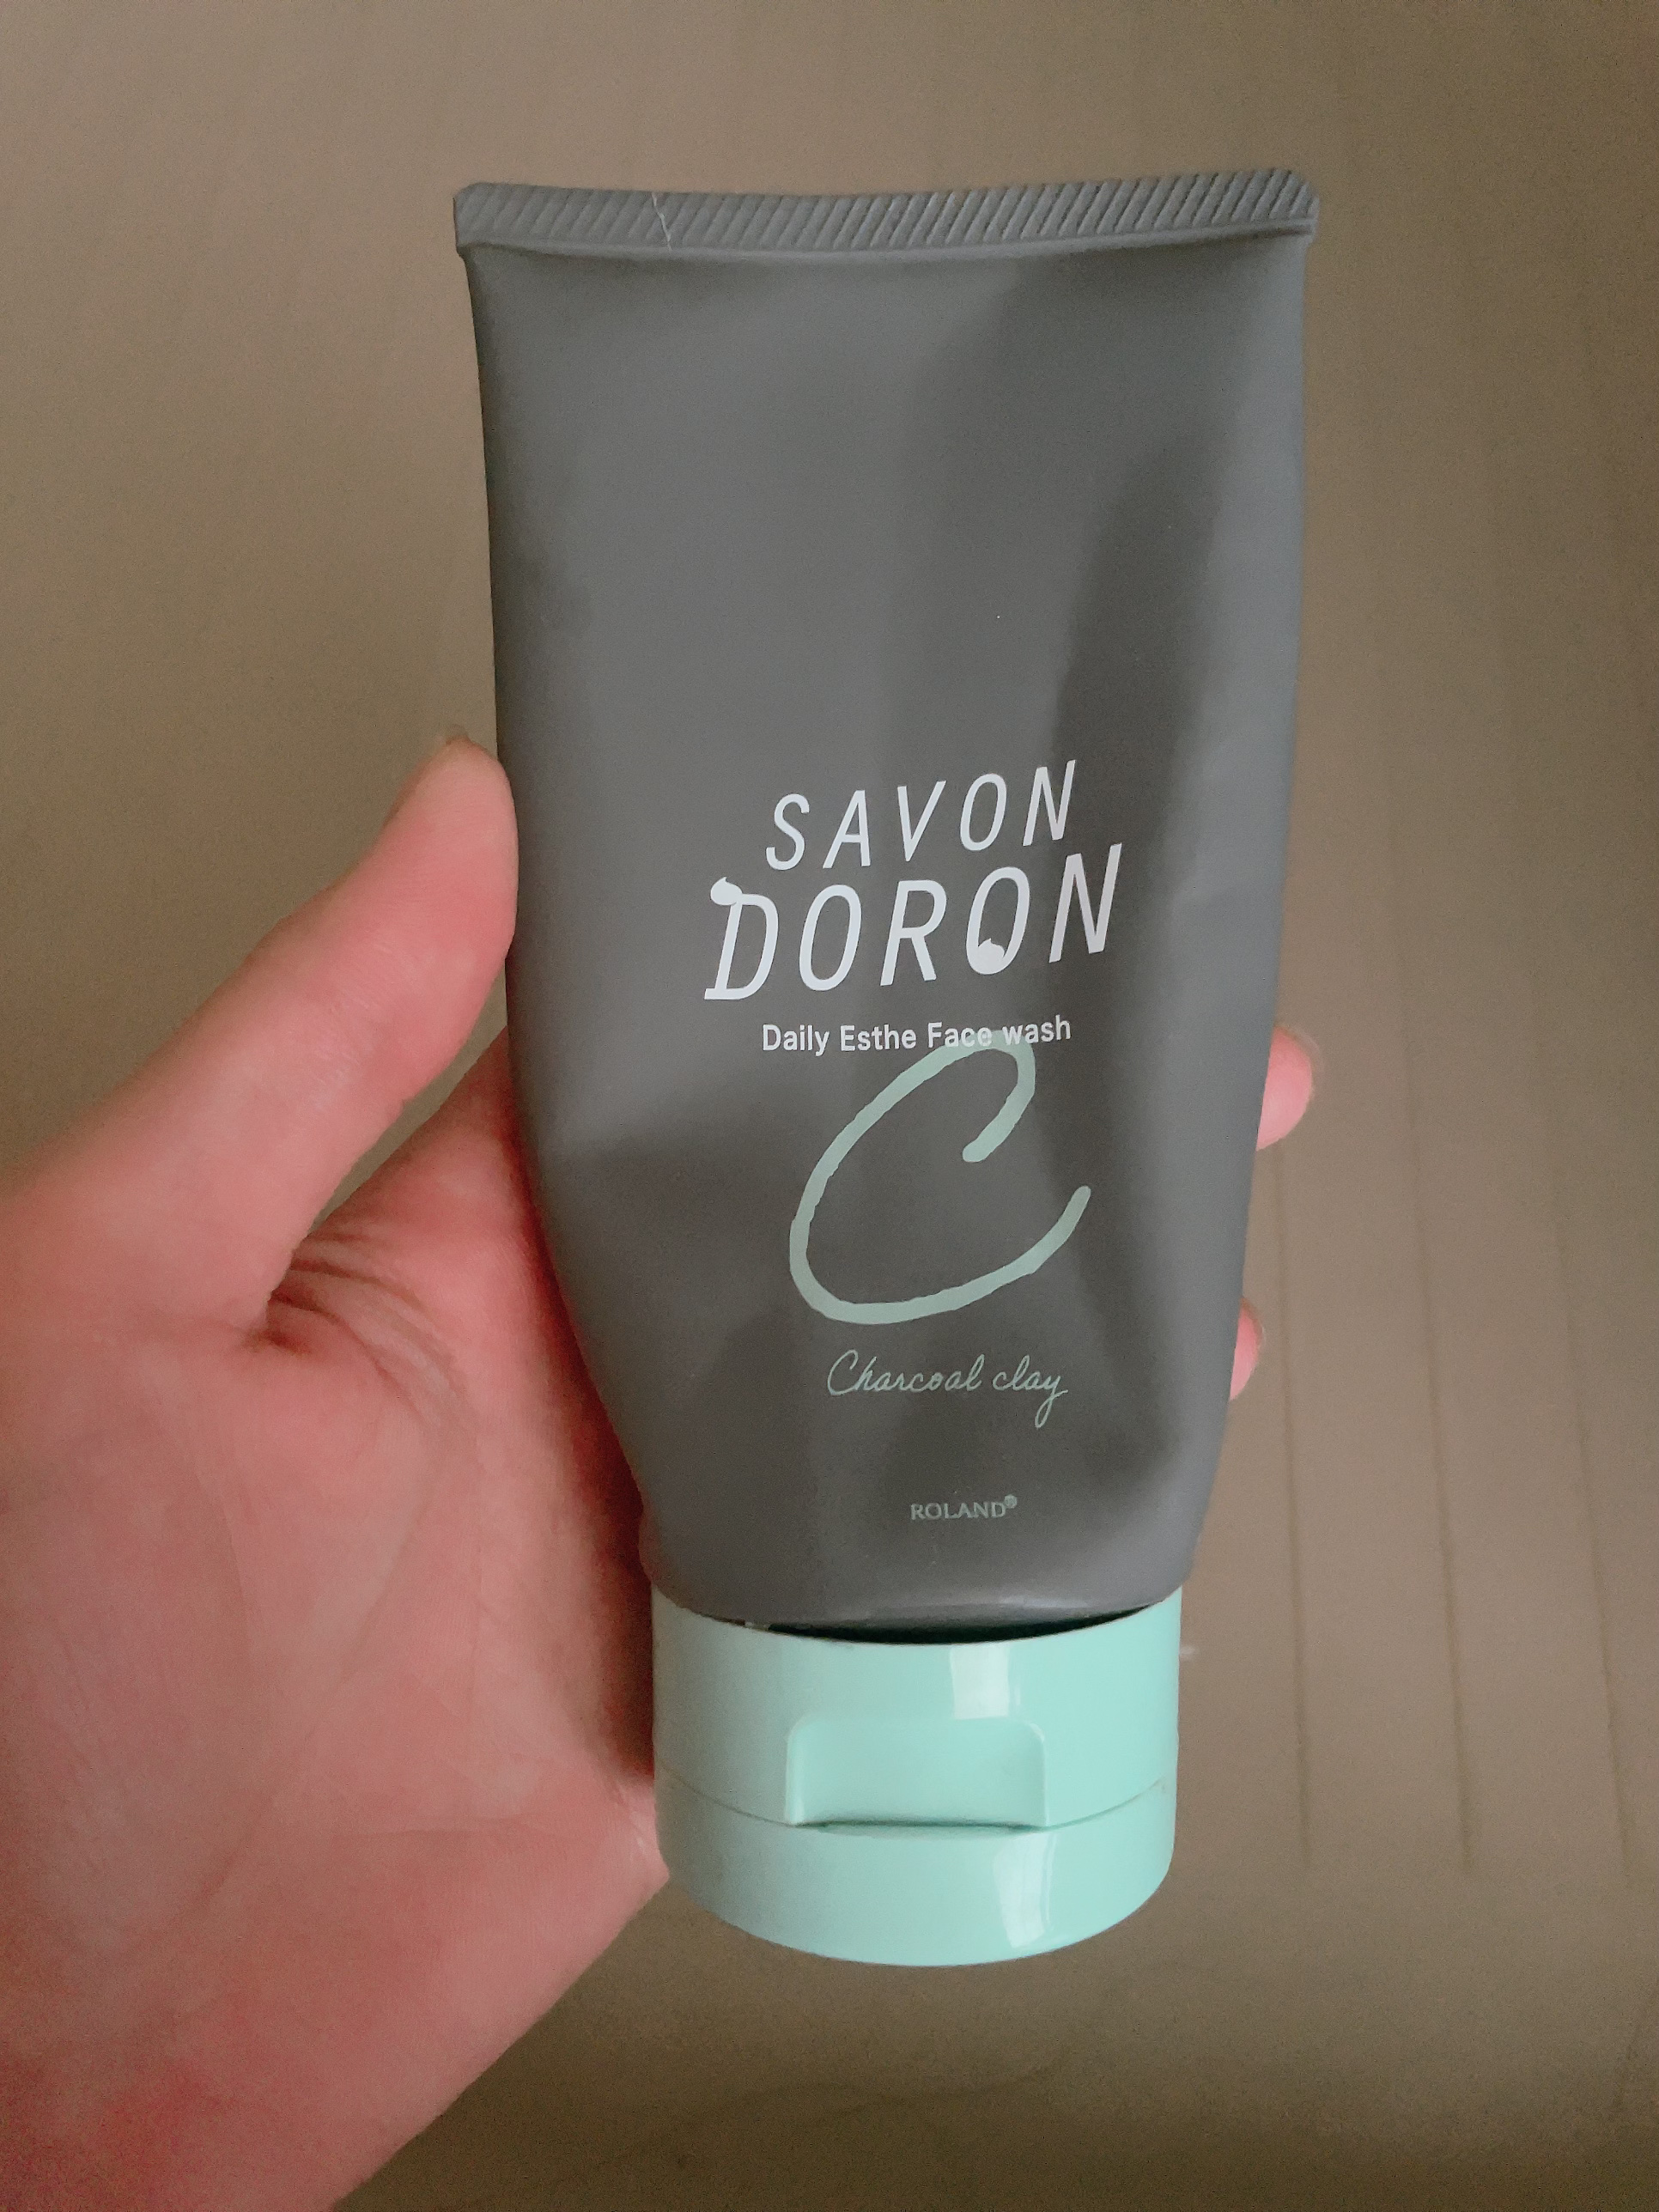 SAVON
DORON
Daily Esthe Face wash
C
Charcoal clay
ROLAND®